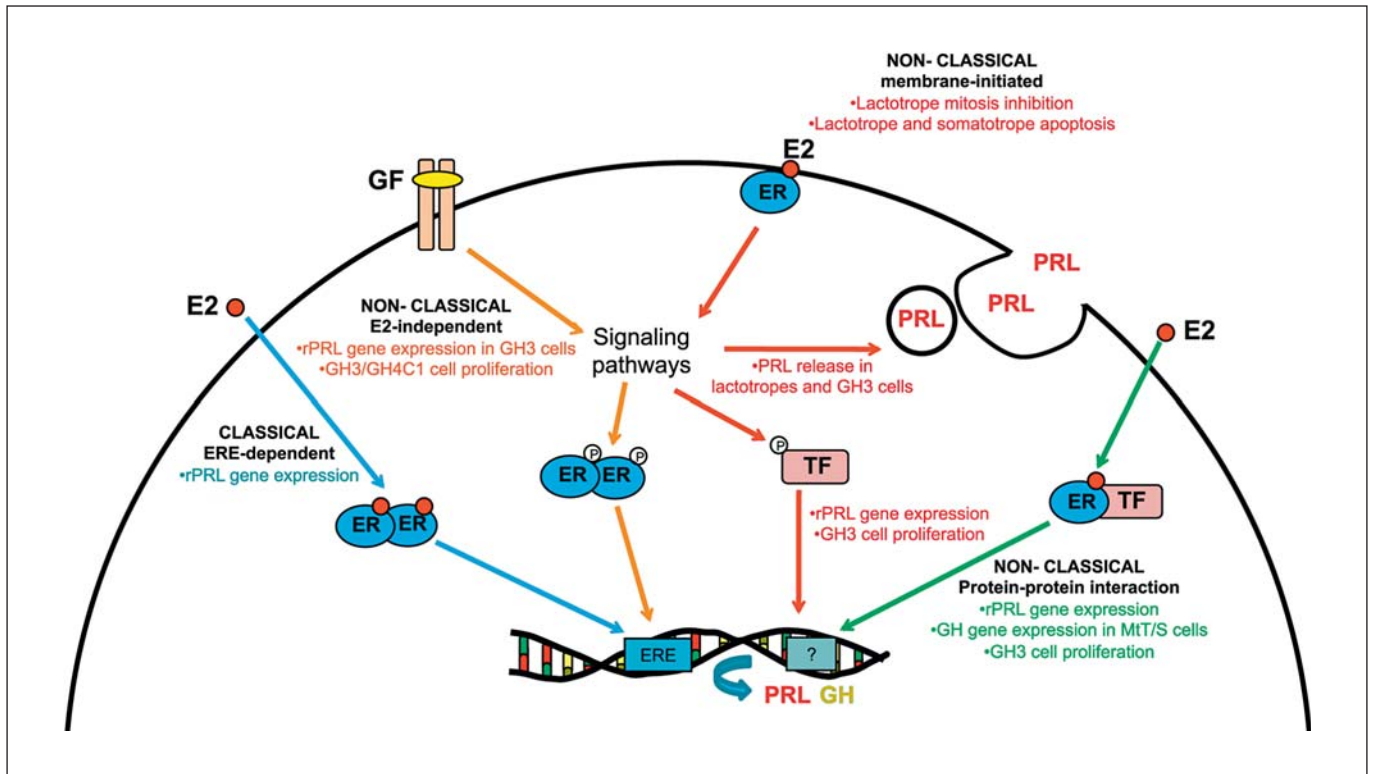 NON- CLASSICAL
membrane-initiated
•Lactotrope mitosis inhibition
•Lactotrope and somatotrope apoptosis
E2
ER
GF
PRL
PRL
PRL
E2
NON- CLASSICAL
E2-independent
•rPRL gene expression in GH3 cells
•GH3/GH4C1 cell proliferation
Signaling
pathways
•PRL release in
lactotropes and GH3 cells
E2
CLASSICAL
ERE-dependent
•rPRL gene expression
ER ER
P P
ER ER
P
TF
•rPRL gene expression
•GH3 cell proliferation
ER TF
NON- CLASSICAL
Protein-protein interaction
•rPRL gene expression
•GH gene expression in MtT/S cells
•GH3 cell proliferation
ERE
?
PRL GH